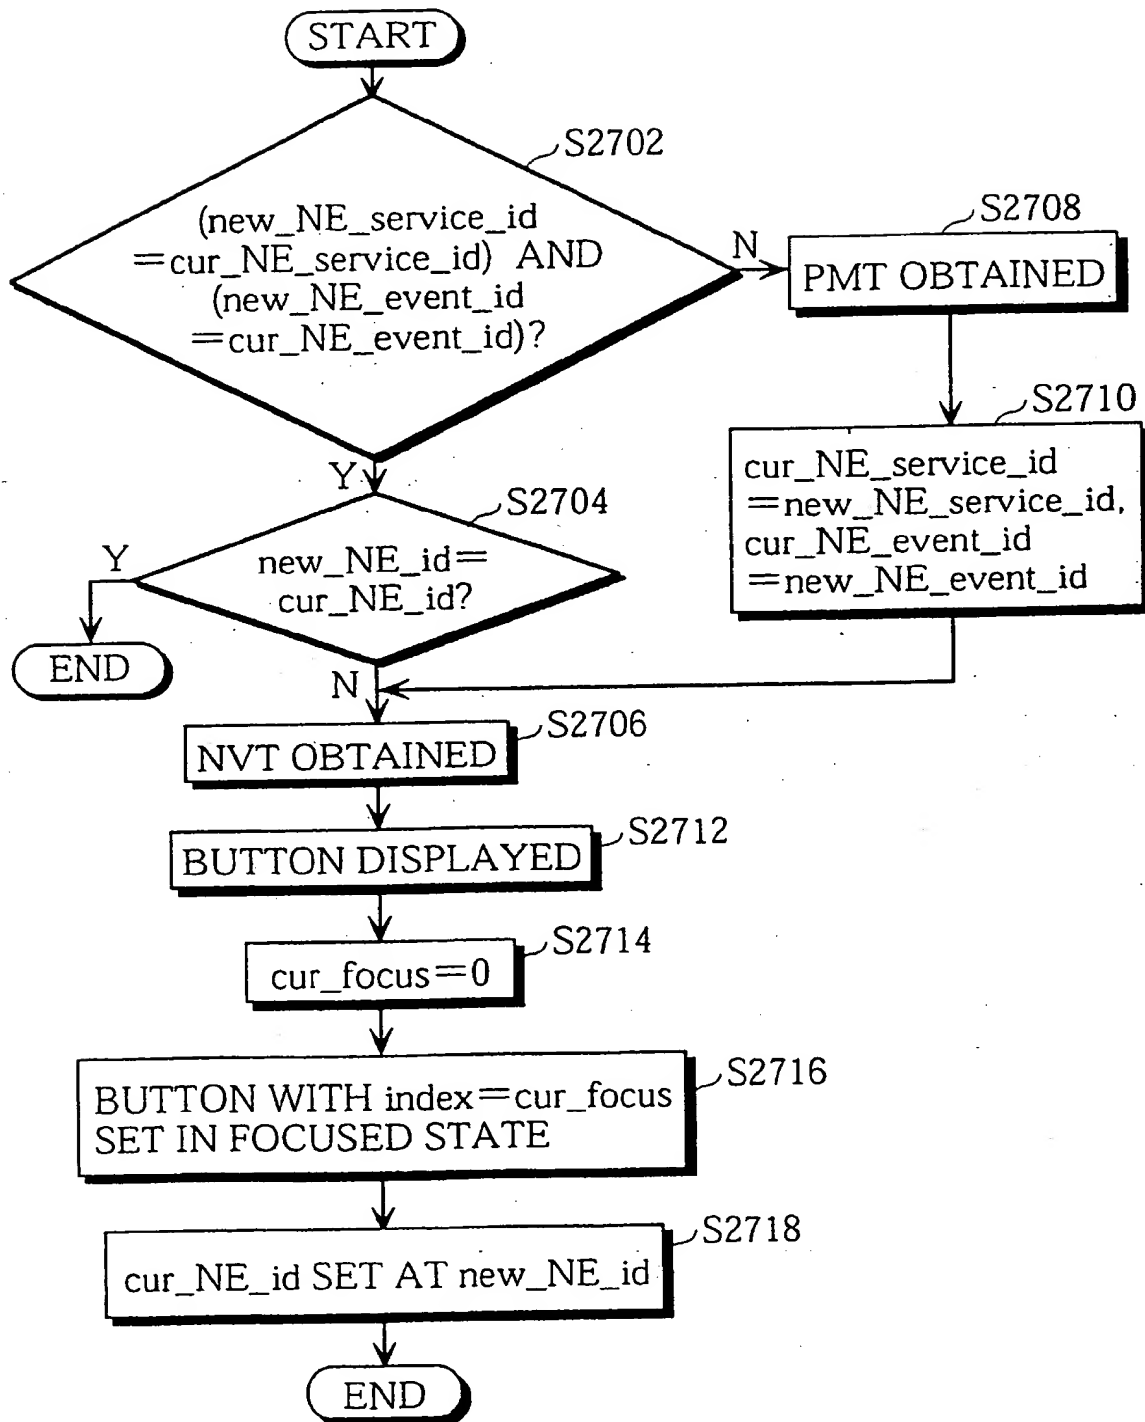 START
S2702
(new_NE_service_id
=cur_NE_service_id) AND
(new_NE_event_id
=cur_NE_event_id)?
N
S2708
PMT OBTAINED
S2710
cur_NE_service_id
=new_NE_service_id,
cur_NE_event_id
=new_NE_event_id
Y
S2704
new_NE_id=
cur_NE_id?
Y
END
N
S2706
NVT OBTAINED
S2712
BUTTON DISPLAYED
S2714
cur_focus=0
S2716
BUTTON WITH index=cur_focus
SET IN FOCUSED STATE
S2718
cur_NE_id SET AT new_NE_id
END